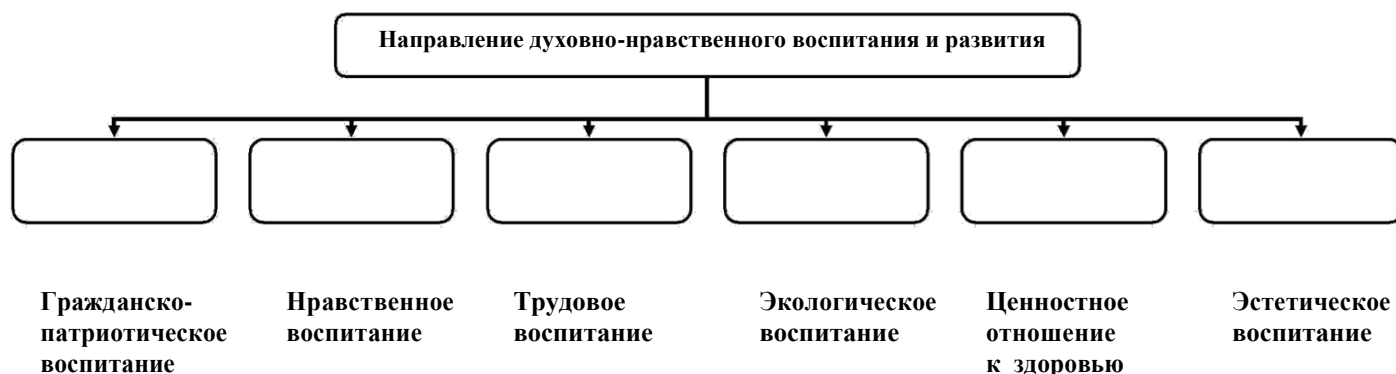 Направление духовно-нравственного воспитания и развития
Гражданско-
патриотическое
воспитание
Нравственное
воспитание
Трудовое
воспитание
Экологическое
воспитание
Ценностное
отношение
к здоровью
Эстетическое
воспитание